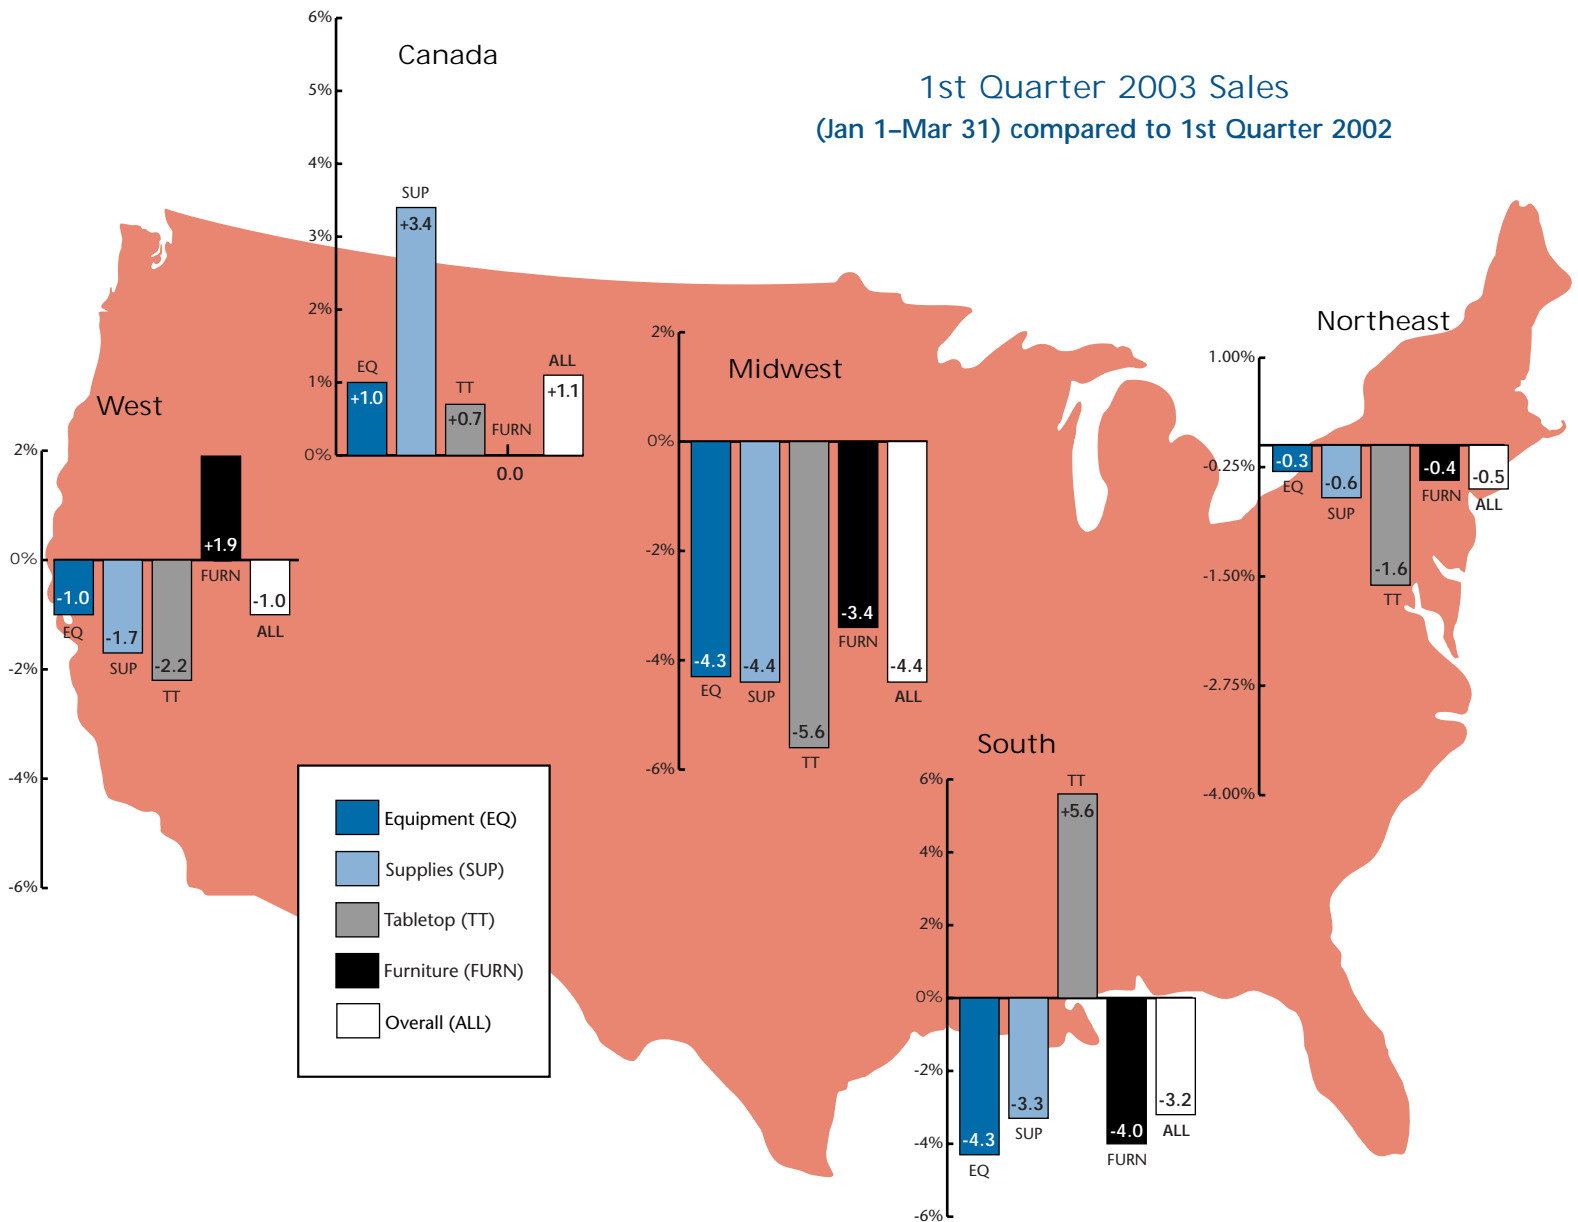 1st Quarter 2003 Sales
(Jan 1–Mar 31) compared to 1st Quarter 2002
Canada
6%
5%
4%
3%
2%
1%
0%
EQ
+1.0
SUP
+3.4
TT
+0.7
FURN
0.0
ALL
+1.1
West
2%
0%
-2%
-4%
-6%
EQ
-1.0
SUP
-1.7
TT
-2.2
FURN
+1.9
ALL
-1.0
Midwest
2%
0%
-2%
-4%
-6%
EQ
-4.3
SUP
-4.4
TT
-5.6
FURN
-3.4
ALL
-4.4
Northeast
1.00%
-0.25%
-1.50%
-2.75%
-4.00%
EQ
-0.3
SUP
-0.6
TT
-1.6
FURN
-0.4
ALL
-0.5
South
6%
4%
2%
0%
-2%
-4%
-6%
EQ
-4.3
SUP
-3.3
TT
+5.6
FURN
-4.0
ALL
-3.2
Equipment (EQ)
Supplies (SUP)
Tabletop (TT)
Furniture (FURN)
Overall (ALL)